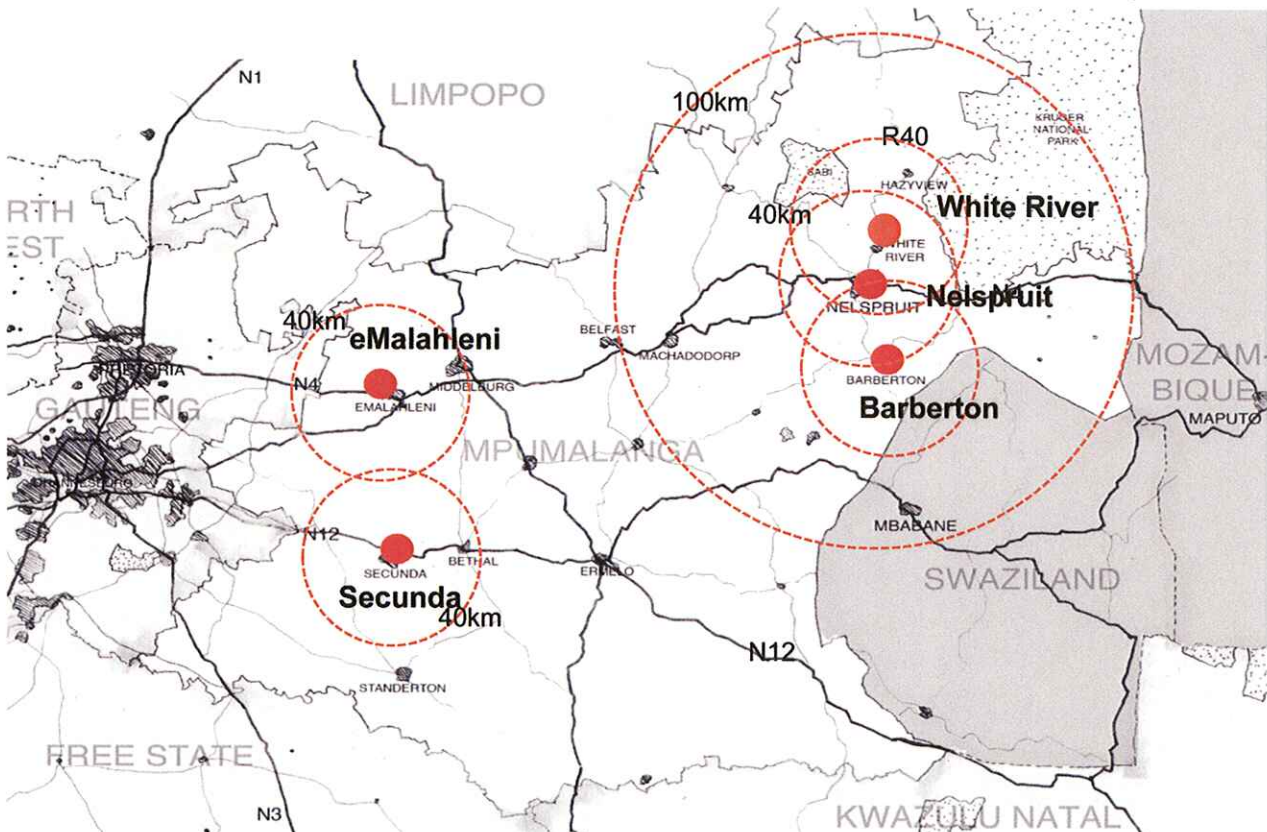 N1
LIMPOPO
100km
KRUGER
NATIONAL
PARK
R40
SABI
HAZYVIEW
40km
White River
WHITE
RIVER
NELSPRUIT
Nelspruit
40km
eMalahleni
BELFAST
MACHADODORP
MOZAM-
BIQUE
MAPUTO
N4
MIDDELBURG
EMALAHLENI
BARBERTON
Barberton
PRETORIA
GAUTENG
MPUMALANGA
N12
SECUNDA
BETHAL
ERMELO
MBABANE
SWAZILAND
Secunda
40km
N12
STANDERTON
FREE STATE
N3
KWAZULU NATAL